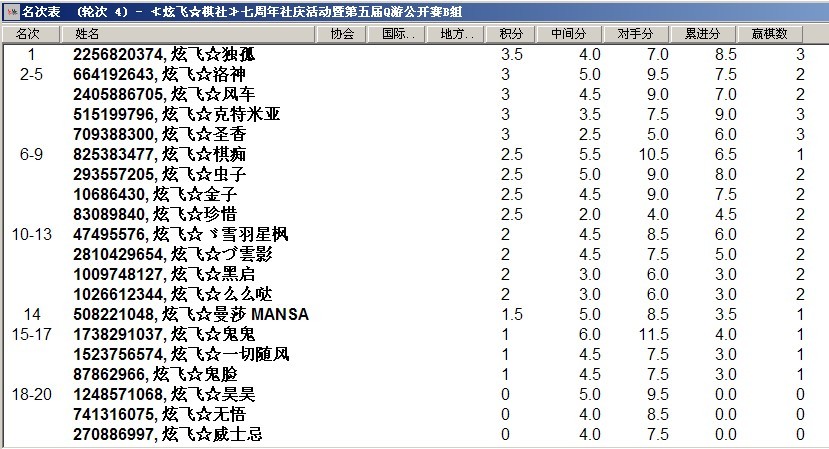 名次表 (轮次 4) - ≮炫飞☆棋社≯七周年社庆活动暨第五届Q游公开赛B组
名次 姓名 协会 国际.. 地方.. 积分 中间分 对手分 累进分 赢棋数
1 2256820374, 炫飞☆独孤 3.5 4.0 7.0 8.5 3
2-5 664192643, 炫飞☆洛神 3 5.0 9.5 7.5 2
2405886705, 炫飞☆风车 3 4.5 9.0 7.0 2
515199796, 炫飞☆克特米亚 3 3.5 7.5 9.0 3
709388300, 炫飞☆圣香 3 2.5 5.0 6.0 3
6-9 825383477, 炫飞☆棋痴 2.5 5.5 10.5 6.5 1
293557205, 炫飞☆虫子 2.5 5.0 9.0 8.0 2
10686430, 炫飞☆金子 2.5 4.5 9.0 7.5 2
83089840, 炫飞☆珍惜 2.5 2.0 4.0 4.5 2
10-13 47495576, 炫飞☆ヾ雪羽星枫 2 4.5 8.5 6.0 2
2810429654, 炫飞☆づ雲影 2 4.5 7.5 5.0 2
1009748127, 炫飞☆黑启 2 3.0 6.0 3.0 2
1026612344, 炫飞☆么么哒 2 3.0 6.0 3.0 2
14 508221048, 炫飞☆曼莎 MANSA 1.5 5.0 8.5 3.5 1
15-17 1738291037, 炫飞☆鬼鬼 1 6.0 11.5 4.0 1
1523756574, 炫飞☆一切随风 1 4.5 7.5 3.0 1
87862966, 炫飞☆鬼脸 1 4.5 7.5 3.0 1
18-20 1248571068, 炫飞☆昊昊 0 5.0 9.5 0.0 0
741316075, 炫飞☆无悟 0 4.0 8.5 0.0 0
270886997, 炫飞☆威士忌 0 4.0 7.5 0.0 0